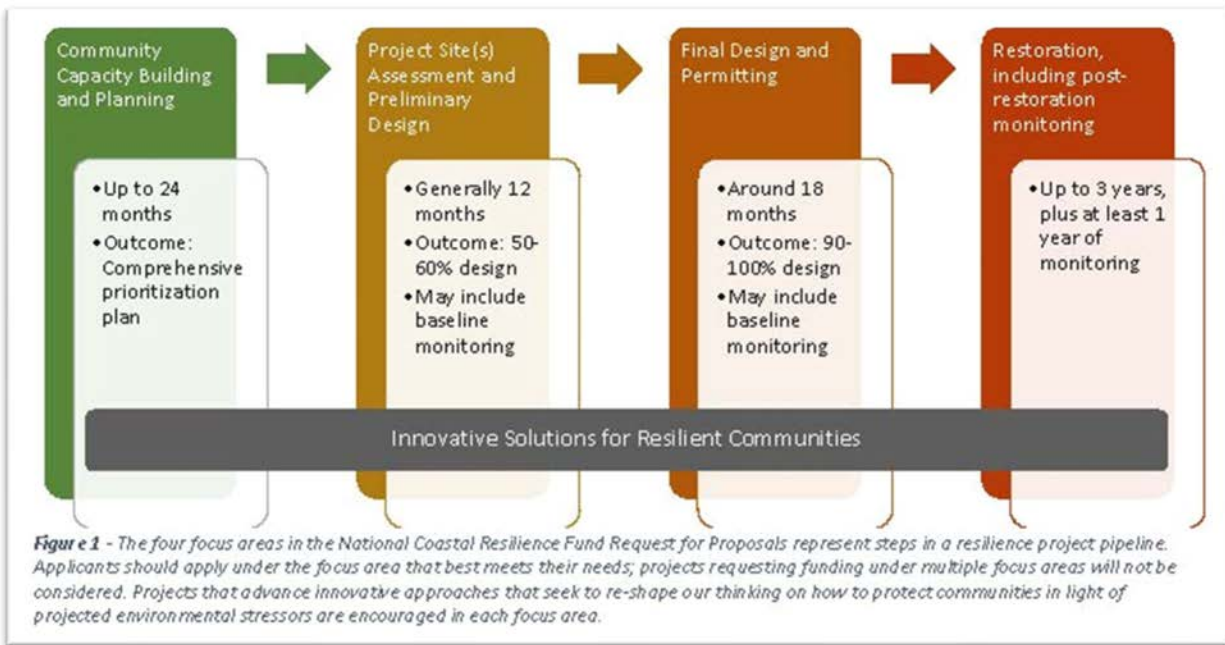 Community
Capacity Building
and Planning
• Up to 24
months
• Outcome:
Comprehensive
prioritization
plan
Project Site(s)
Assessment and
Preliminary
Design
• Generally 12
months
• Outcome: 50-
60% design
• May include
baseline
monitoring
Final Design and
Permitting
• Around 18
months
• Outcome: 90-
100% design
• May include
baseline
monitoring
Restoration,
including post-
restoration
monitoring
• Up to 3 years,
plus at least 1
year of
monitoring
Innovative Solutions for Resilient Communities
Figure 1 - The four focus areas in the National Coastal Resilience Fund Request for Proposals represent steps in a resilience project pipeline.
Applicants should apply under the focus area that best meets their needs; projects requesting funding under multiple focus areas will not be
considered. Projects that advance innovative approaches that seek to re-shape our thinking on how to protect communities in light of
projected environmental stressors are encouraged in each focus area.